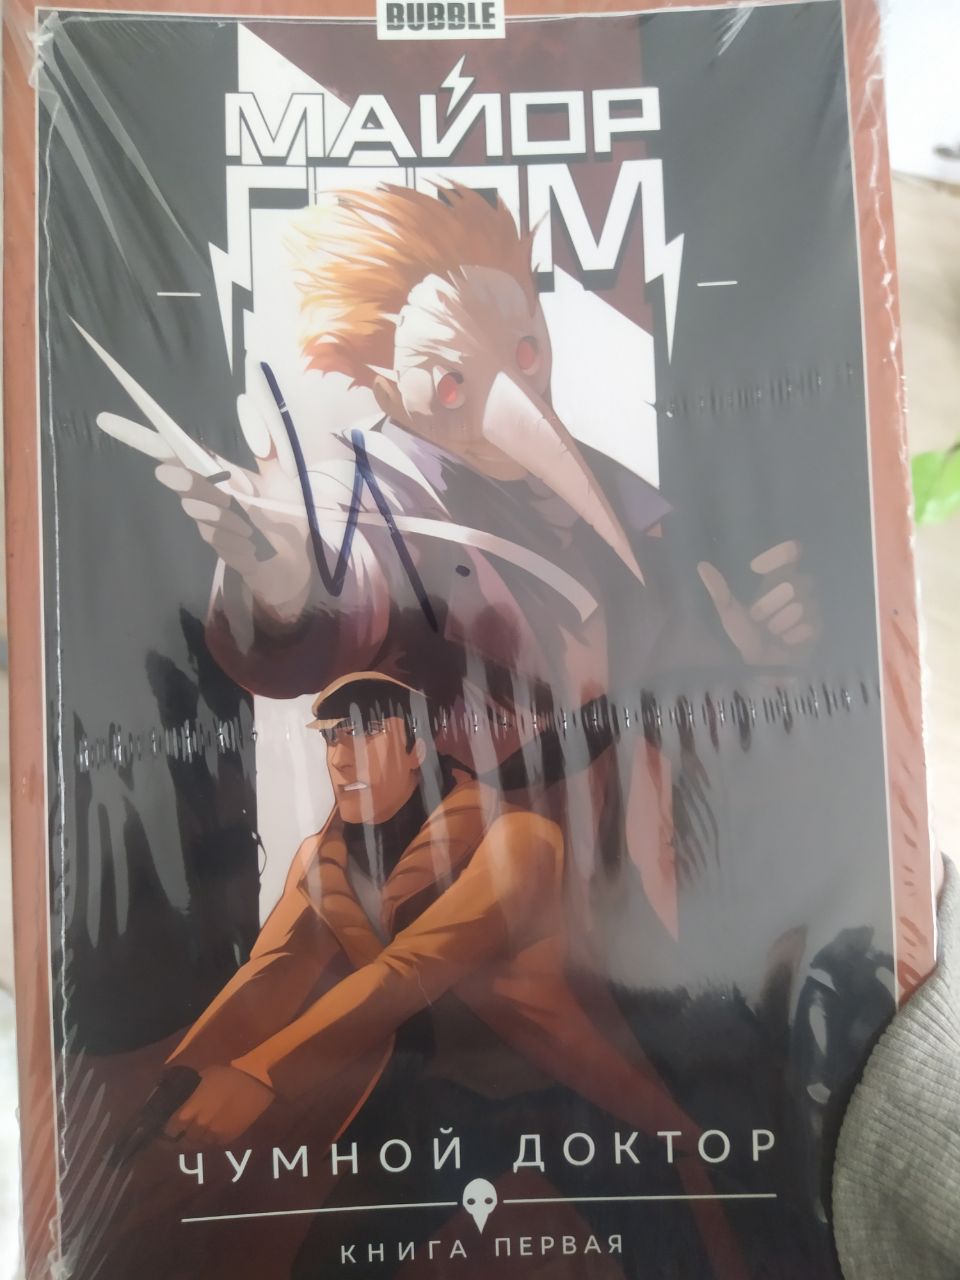 BUBBLE
МАЙОР
ГРОМ
И.
ЧУМНОЙ ДОКТОР
КНИГА ПЕРВАЯ